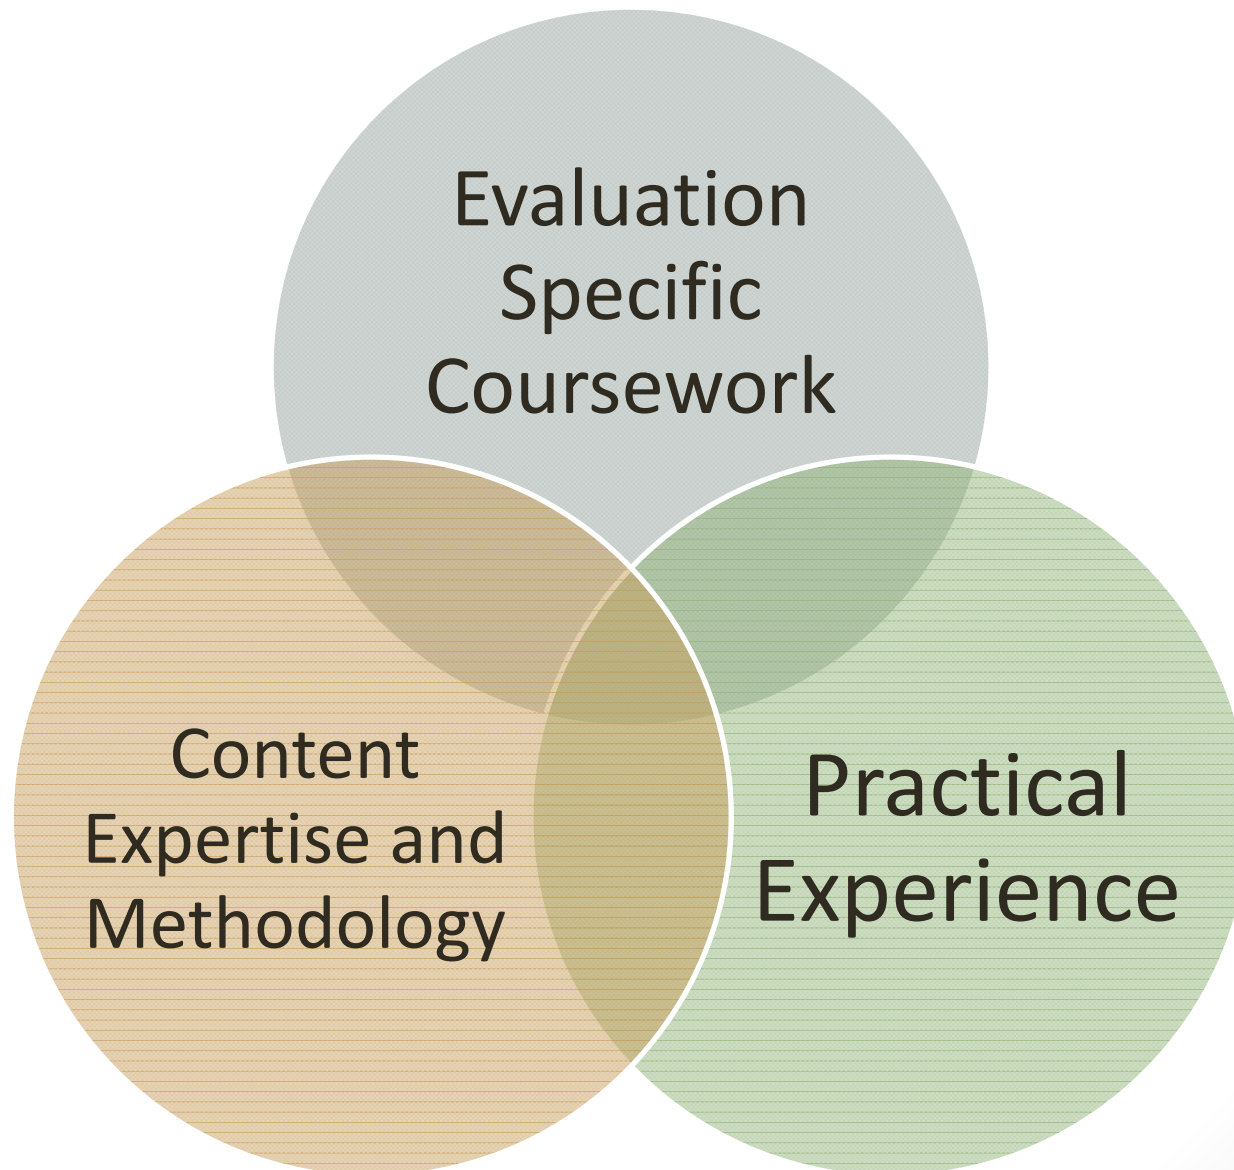 Evaluation
Specific
Coursework
Content
Expertise and
Methodology
Practical
Experience